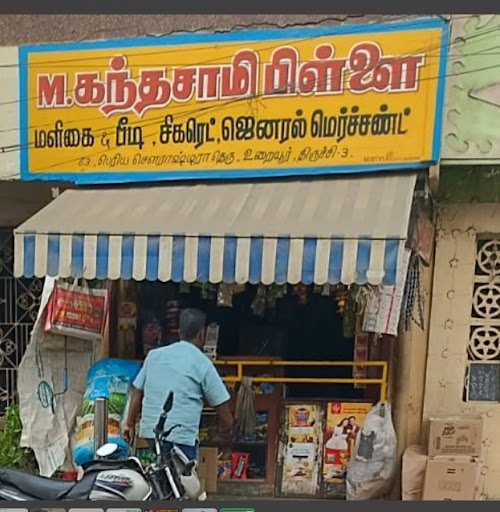 M.கந்தசாமி பிள்ளை
மளிகை & பீடி , சிகரெட், ஜெனரல் மெர்ச்சண்ட்
63, பெரிய சௌராஷ்டிரா தெரு, உறையூர், திருச்சி-3.